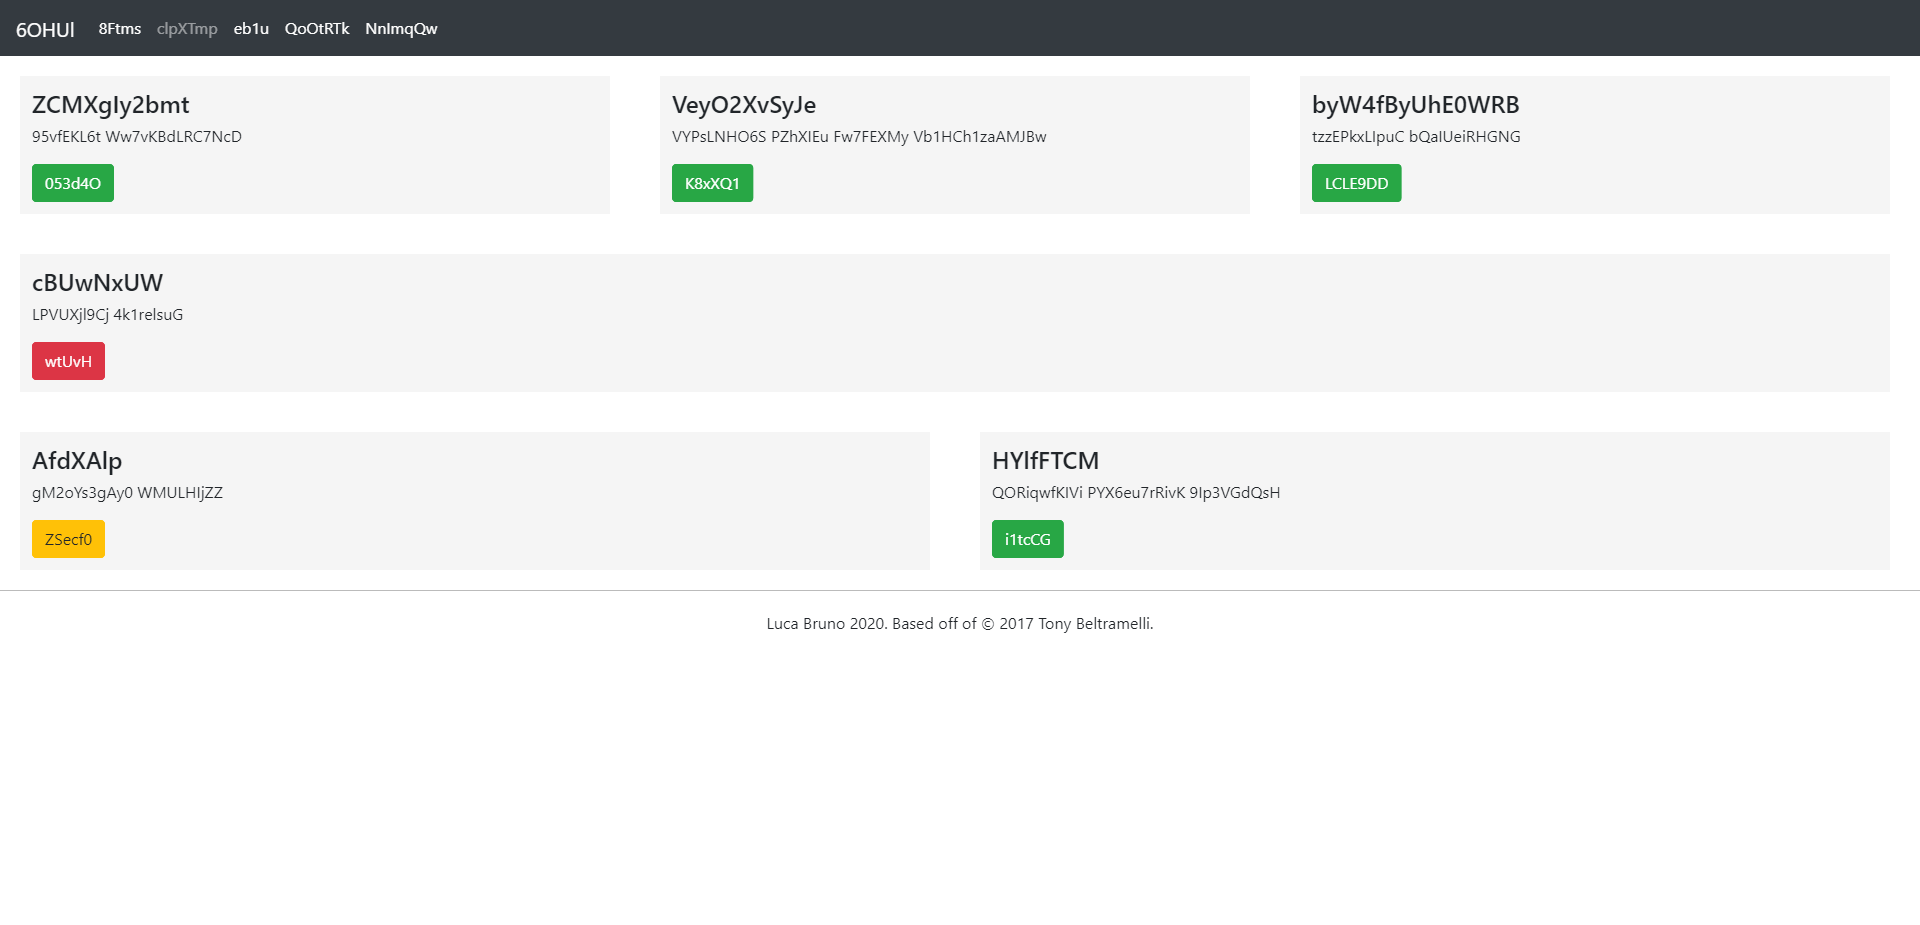 6OHUl 8Ftms clpXTmp eb1u QoOtRTk NnImqQw
ZCMXgIy2bmt
95vfEKL6t Ww7vKBdLRC7NcD
053d4O
VeyO2XvSyJe
VYPsLNHO6S PZhXIEu Fw7FEXMy Vb1HCh1zaAMJBw
K8xXQ1
byW4fByUhE0WRB
tzzEPkxLIpuC bQaIUeiRHGNG
LCLE9DD
cBUwNxUW
LPVUXjl9Cj 4k1relsuG
wtUvH
AfdXAlp
gM2oYs3gAy0 WMULHIjZZ
ZSecf0
HYlfFTCM
QORiqwfKIVi PYX6eu7rRivK 9Ip3VGdQsH
i1tcCG
Luca Bruno 2020. Based off of © 2017 Tony Beltramelli.